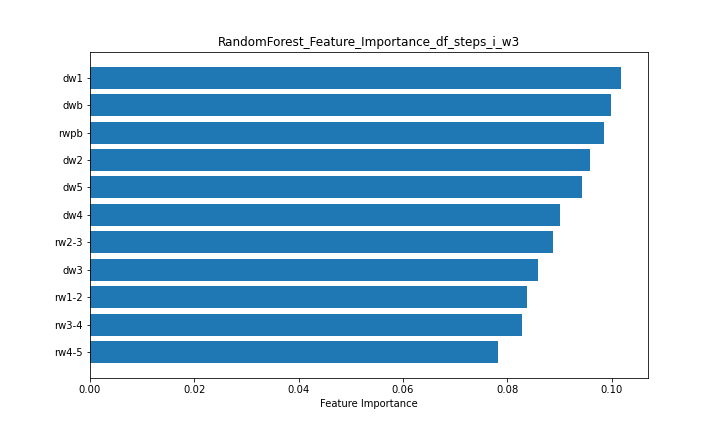 RandomForest_Feature_Importance_df_steps_i_w3
dw1
dwb
rwpb
dw2
dw5
dw4
rw2-3
dw3
rw1-2
rw3-4
rw4-5
0.00 0.02 0.04 0.06 0.08 0.10
Feature Importance